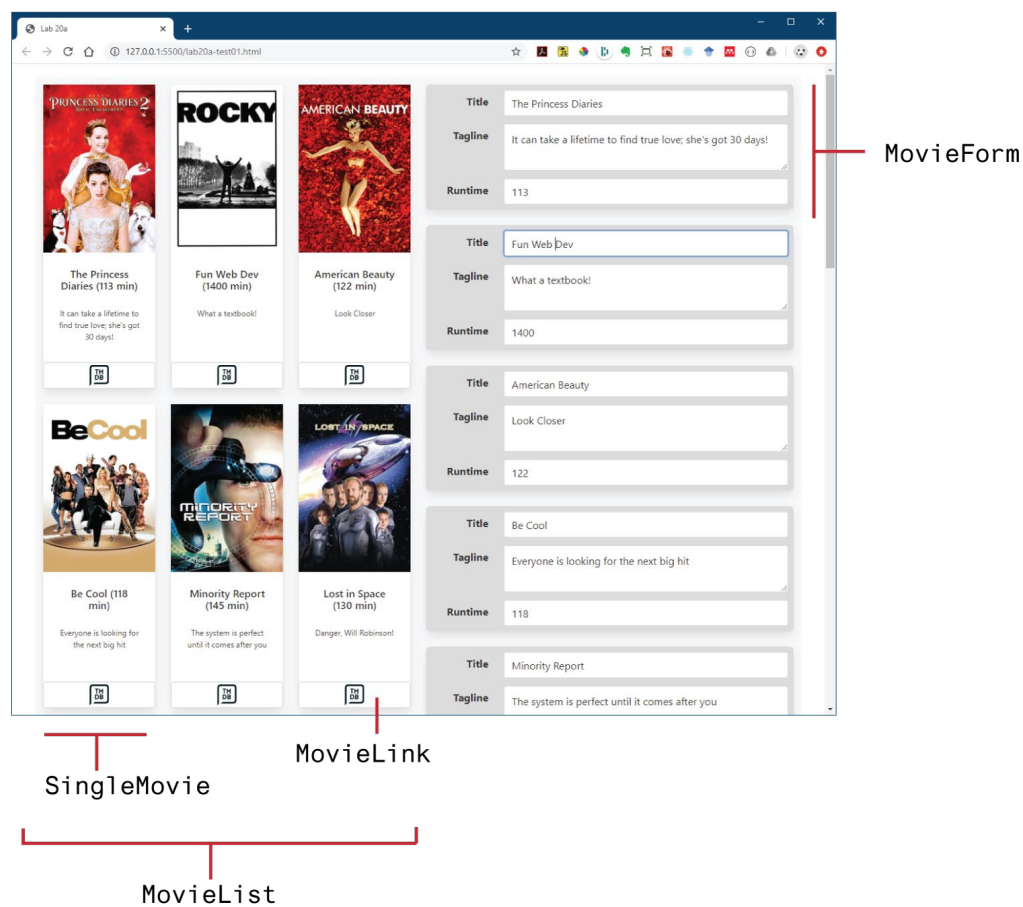 Lab 20a
127.0.0.1:5500/lab20a-test01.html
PRINCESS DIARIES 2
ROYAL ENGAGEMENT
ROCKY
AMERICAN BEAUTY
The Princess
Diaries (113 min)
It can take a lifetime to
find true love; she's got
30 days!
TM
DB
Fun Web Dev
(1400 min)
What a textbook!
TM
DB
American Beauty
(122 min)
Look Closer
TM
DB
BeCool
MINORITY
REPORT
LOST IN SPACE
Be Cool (118
min)
Everyone is looking for
the next big hit
TM
DB
Minority Report
(145 min)
The system is perfect
until it comes after you
TM
DB
Lost in Space
(130 min)
Danger, Will Robinson!
TM
DB
Title The Princess Diaries
Tagline It can take a lifetime to find true love; she's got 30 days!
Runtime 113
Title Fun Web Dev
Tagline What a textbook!
Runtime 1400
Title American Beauty
Tagline Look Closer
Runtime 122
Title Be Cool
Tagline Everyone is looking for the next big hit
Runtime 118
Title Minority Report
Tagline The system is perfect until it comes after you
MovieForm
MovieLink
SingleMovie
MovieList